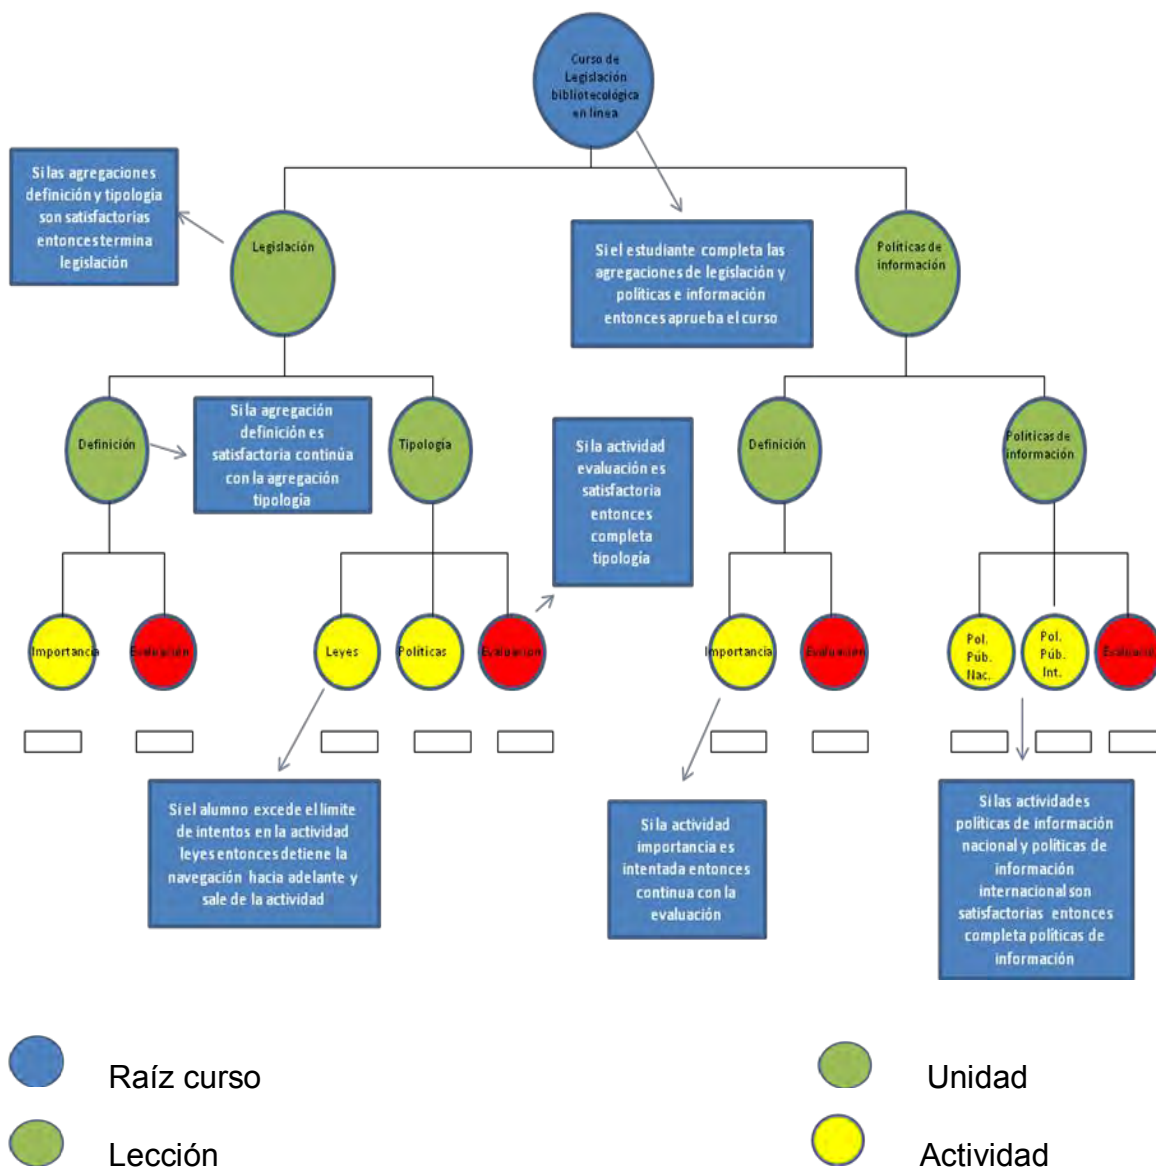 Curso de
Legislación
bibliotecológica
en línea
Si las agregaciones
definición y tipología
son satisfactorias
entonces termina
legislación
Legislación
Si el estudiante completa las
agregaciones de legislación y
políticas e información
entonces aprueba el curso
Políticas de
información
Definición
Si la agregación
definición es
satisfactoria continúa
con la agregación
tipología
Tipología
Si la actividad
evaluación es
satisfactoria
entonces
completa
tipología
Definición
Políticas de
información
Importancia
Evaluación
Leyes
Políticas
Evaluación
Importancia
Evaluación
Pol.
Púb.
Nac.
Pol.
Púb.
Int.
Evaluación
Si el alumno excede el límite
de intentos en la actividad
leyes entonces detiene la
navegación hacia adelante y
sale de la actividad
Si la actividad
importancia es
intentada entonces
continua con la
evaluación
Si las actividades
políticas de información
nacional y políticas de
información
internacional son
satisfactorias entonces
completa políticas de
información
Raíz curso
Unidad
Lección
Actividad